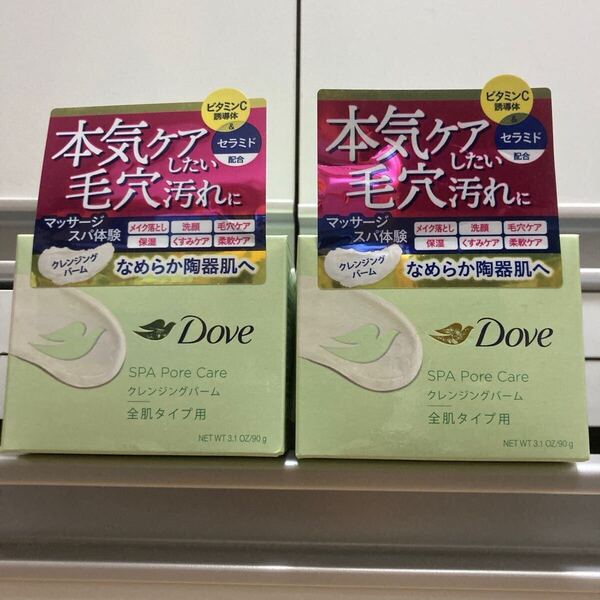 ビタミンC
誘導体
&
セラミド
配合
本気ケア
したい
毛穴汚れに
マッサージ
スパ体験
メイク落とし 洗顔 毛穴ケア
保湿 くすみケア 柔軟ケア
クレンジング
バーム
なめらか陶器肌へ
Dove
SPA Pore Care
クレンジングバーム
全肌タイプ用
NET WT 3.1 OZ/90 g
ビタミンC
誘導体
&
セラミド
配合
本気ケア
したい
毛穴汚れに
マッサージ
スパ体験
メイク落とし 洗顔 毛穴ケア
保湿 くすみケア 柔軟ケア
クレンジング
バーム
なめらか陶器肌へ
Dove
SPA Pore Care
クレンジングバーム
全肌タイプ用
NET WT 3.1 OZ/90 g